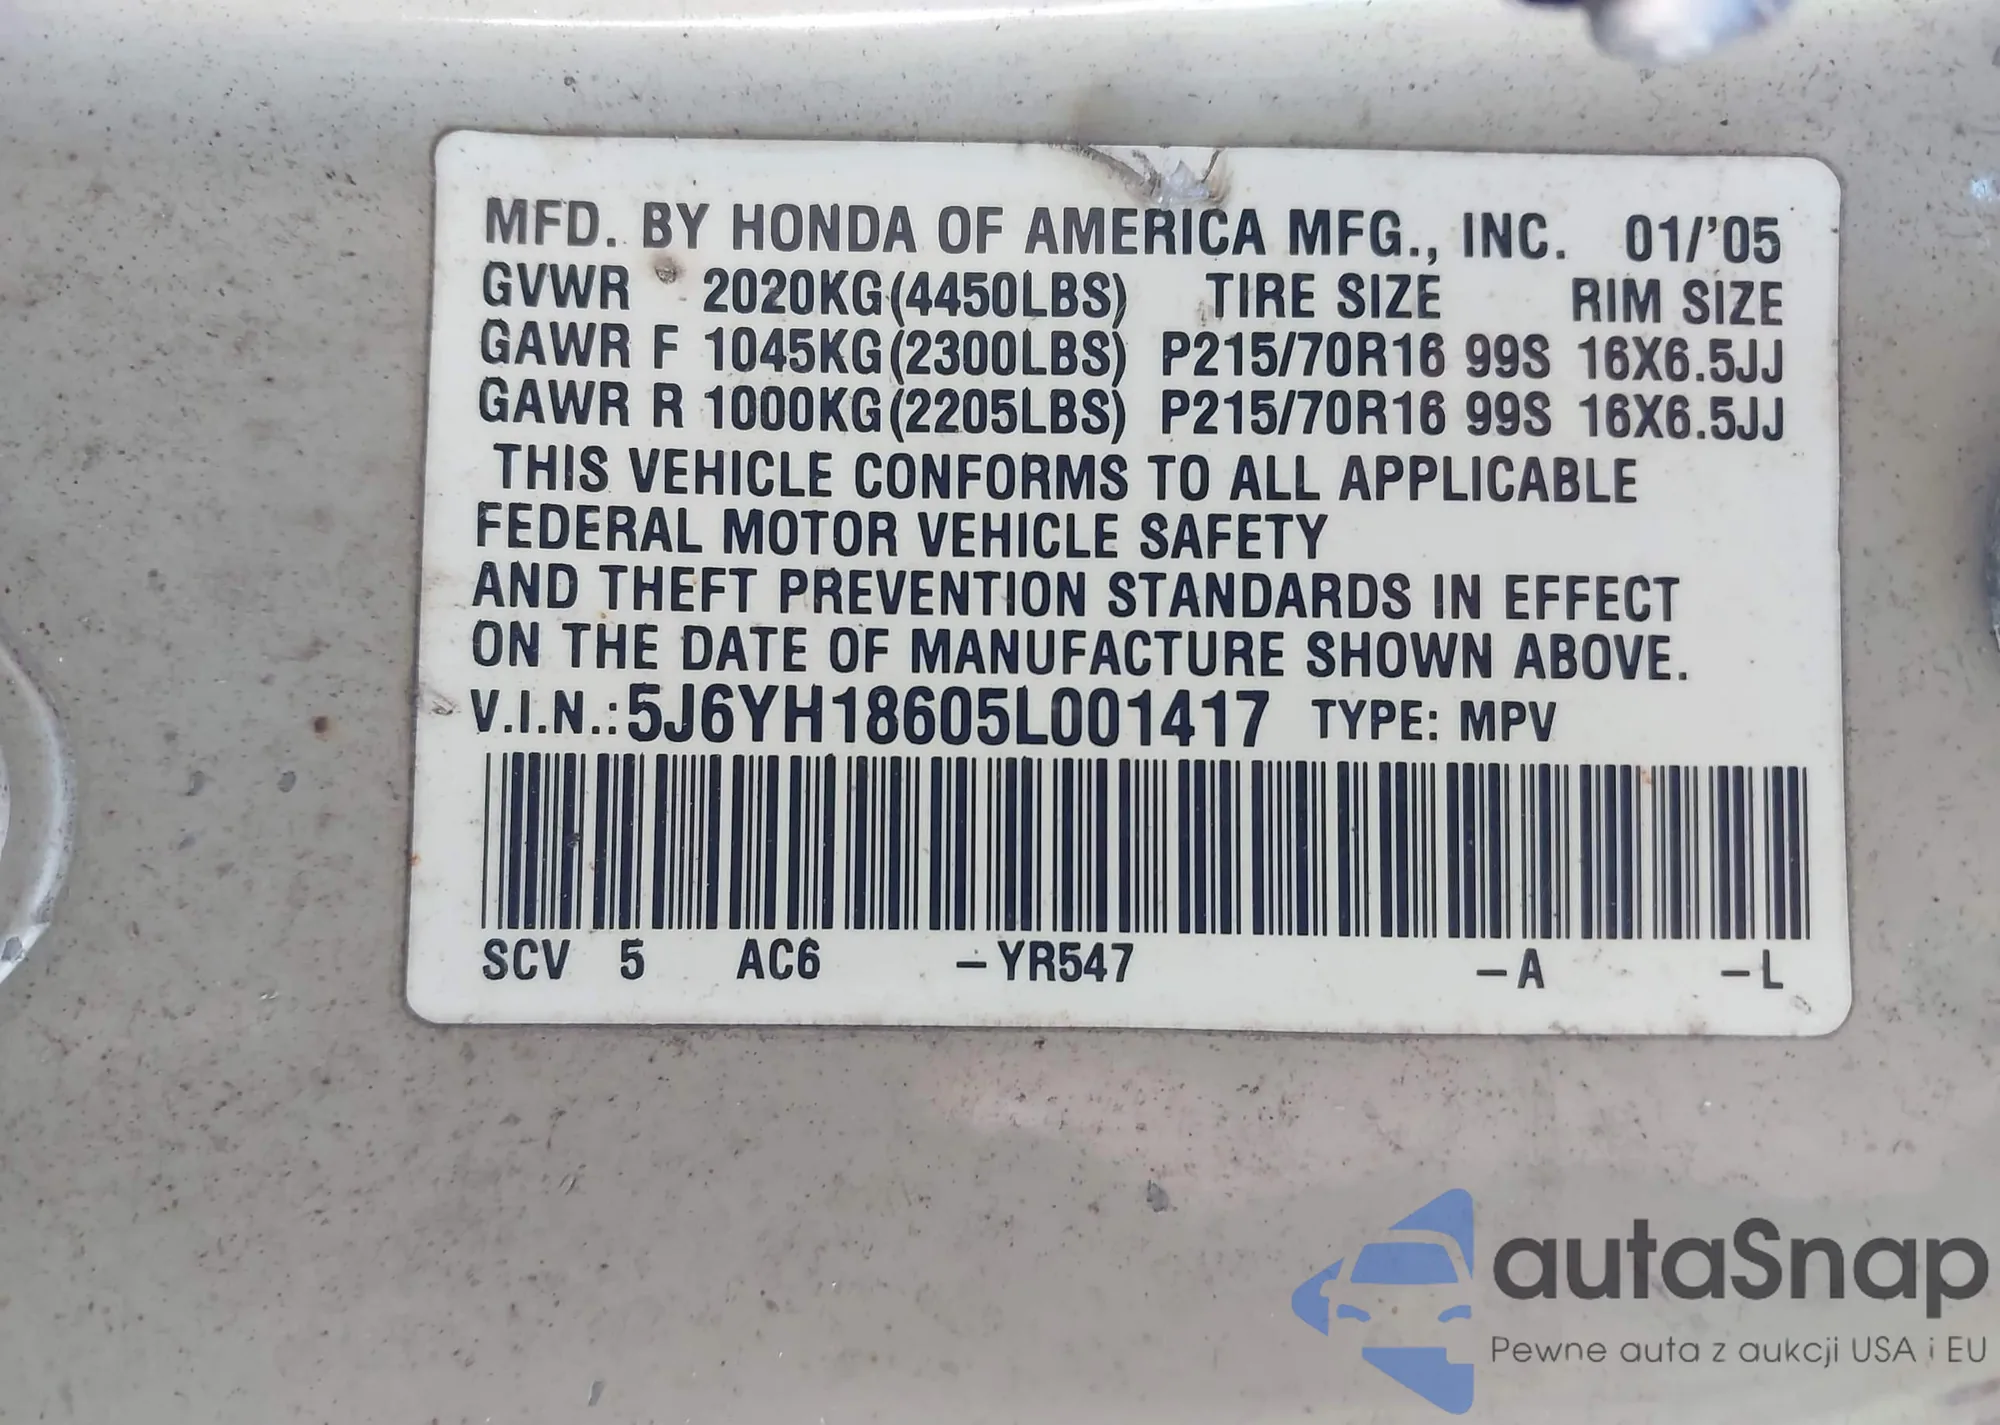 MFD. BY HONDA OF AMERICA MFG., INC. 01/'05
GVWR 2020KG(4450LBS) TIRE SIZE RIM SIZE
GAWR F 1045KG(2300LBS) P215/70R16 99S 16X6.5JJ
GAWR R 1000KG(2205LBS) P215/70R16 99S 16X6.5JJ
THIS VEHICLE CONFORMS TO ALL APPLICABLE
FEDERAL MOTOR VEHICLE SAFETY
AND THEFT PREVENTION STANDARDS IN EFFECT
ON THE DATE OF MANUFACTURE SHOWN ABOVE.
V.I.N.: 5J6YH18605L001417 TYPE: MPV
SCV 5 AC6 –YR547 –A –L
autaSnap
Pewne auta z aukcji USA i EU